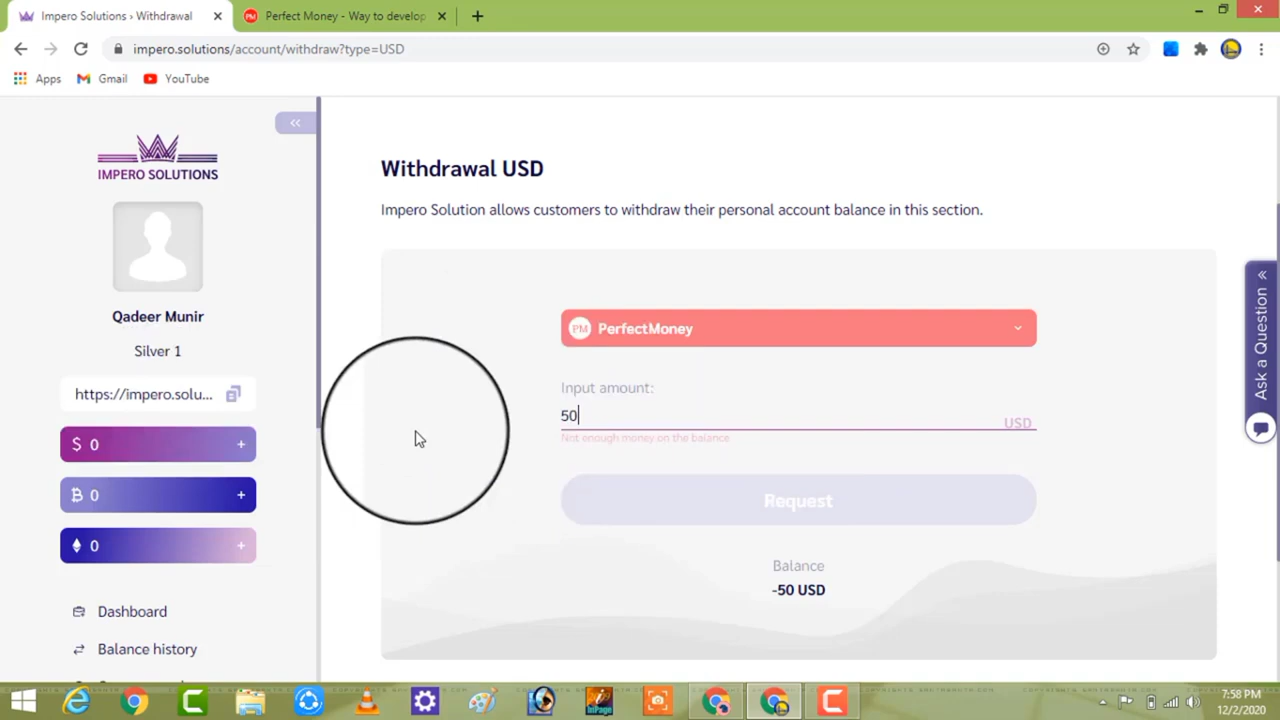 Impero Solutions › Withdrawal
Perfect Money - Way to develop
impero.solutions/account/withdraw?type=USD
Apps
Gmail
YouTube
IMPERO SOLUTIONS
Qadeer Munir
Silver 1
https://impero.solu...
$ 0 +
₿ 0 +
0 +
Dashboard
Balance history
Withdrawal USD
Impero Solution allows customers to withdraw their personal account balance in this section.
PM PerfectMoney
Input amount:
50
USD
Not enough money on the balance
Request
Balance
-50 USD
Ask a Question
7:58 PM
12/2/2020